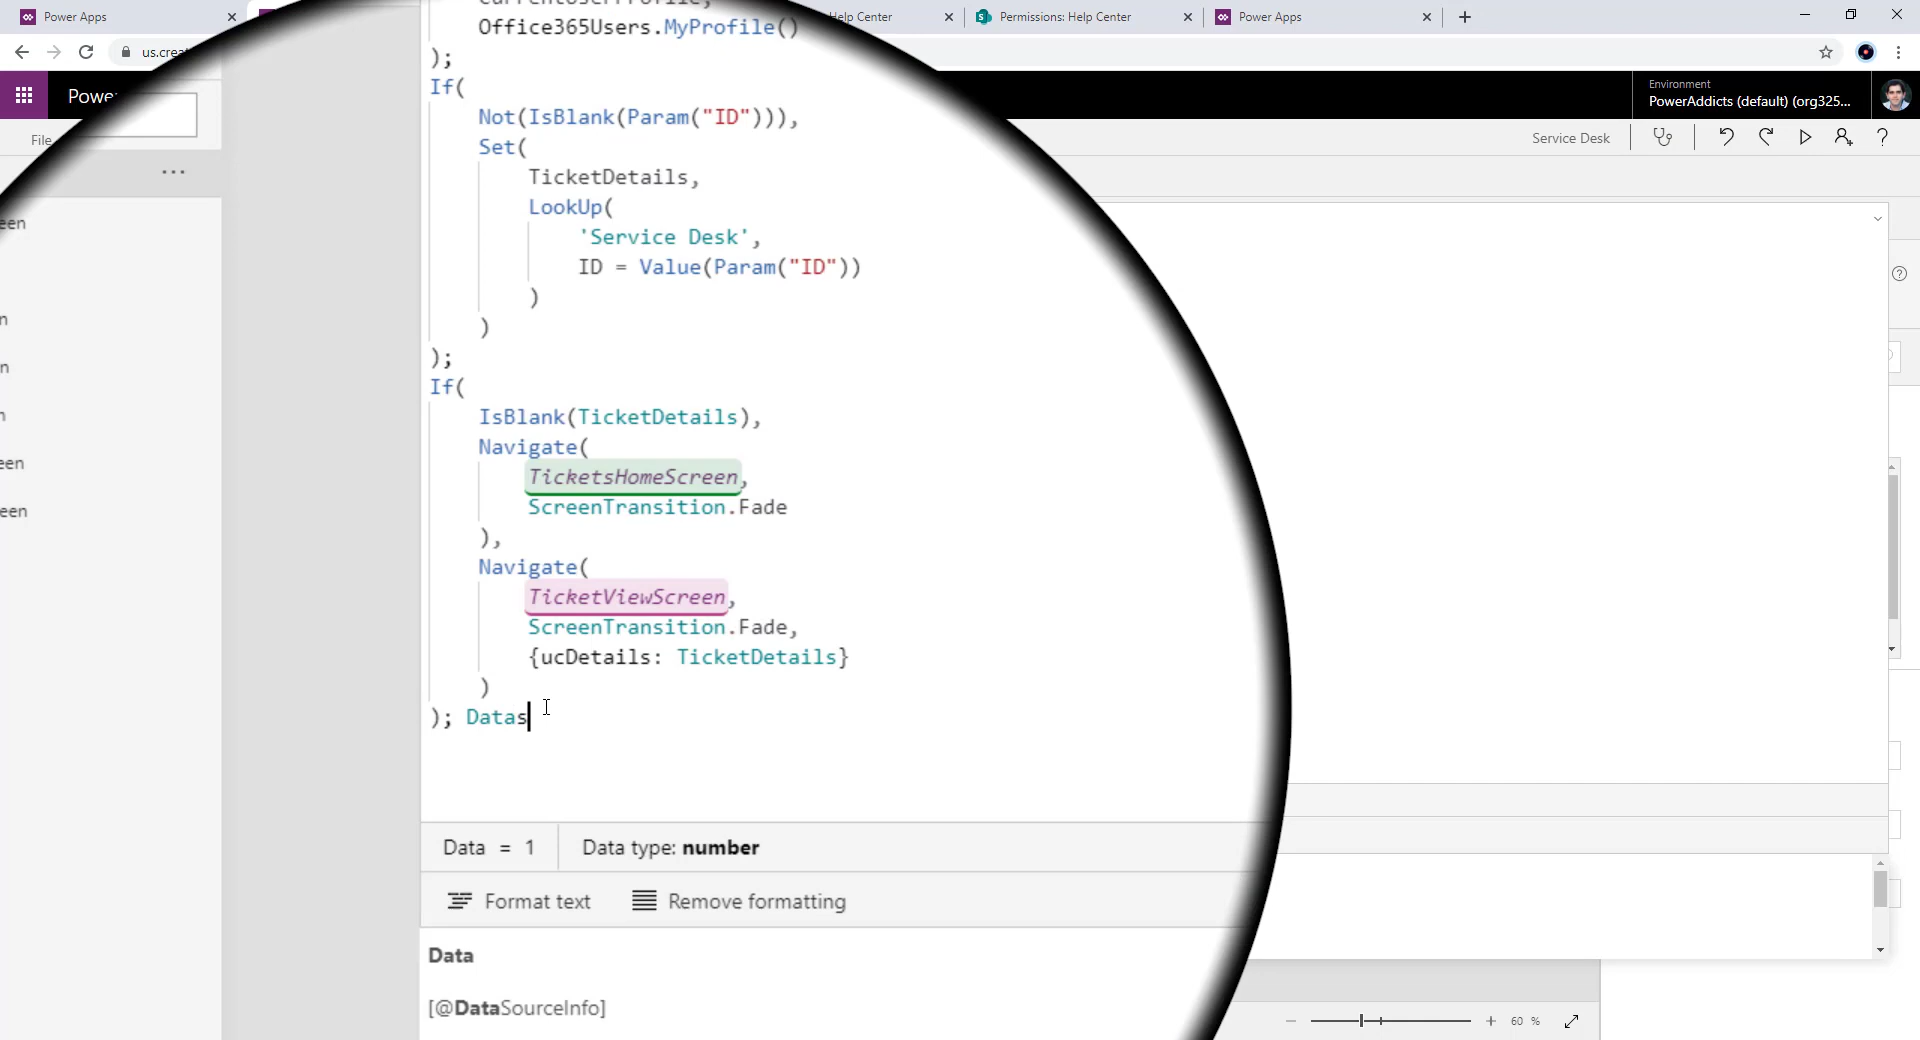 Power Apps
Help Center
Permissions: Help Center
Power Apps
Environment
PowerAddicts (default) (org325...
File
Service Desk
Office365Users.MyProfile()
);
If(
Not(IsBlank(Param("ID"))),
Set(
TicketDetails,
LookUp(
'Service Desk',
ID = Value(Param("ID"))
)
)
);
If(
IsBlank(TicketDetails),
Navigate(
TicketsHomeScreen,
ScreenTransition.Fade
),
Navigate(
TicketViewScreen,
ScreenTransition.Fade,
{ucDetails: TicketDetails}
)
); Datas
Data = 1
Data type: number
Format text
Remove formatting
Data
[@DataSourceInfo]
60 %